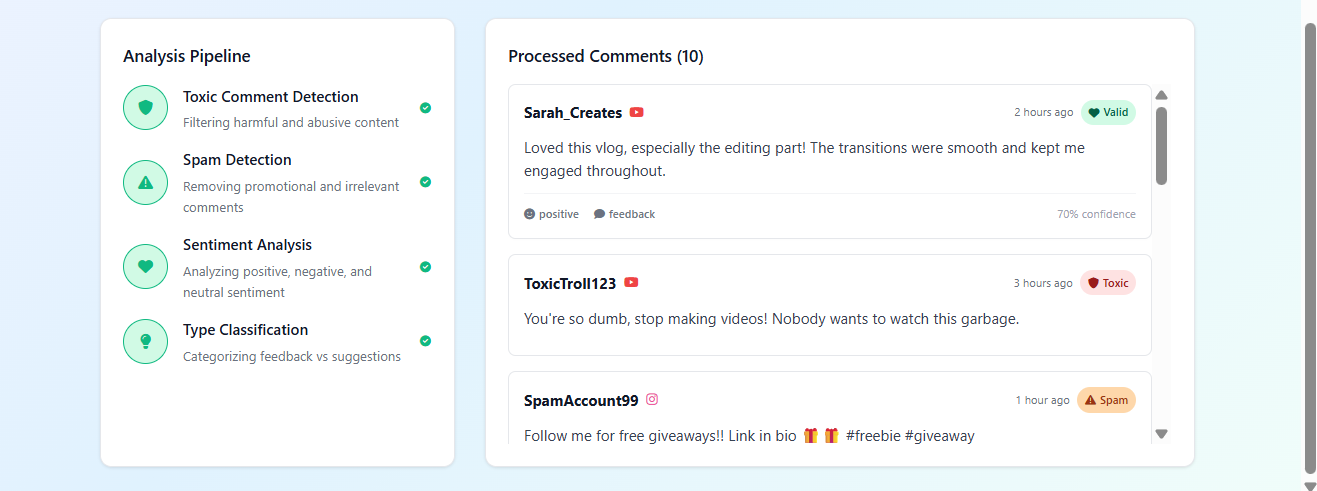 Analysis Pipeline
Toxic Comment Detection
Filtering harmful and abusive content
Spam Detection
Removing promotional and irrelevant
comments
Sentiment Analysis
Analyzing positive, negative, and
neutral sentiment
Type Classification
Categorizing feedback vs suggestions
Processed Comments (10)
Sarah_Creates 2 hours ago Valid
Loved this vlog, especially the editing part! The transitions were smooth and kept me
engaged throughout.
positive feedback 70% confidence
ToxicTroll123 3 hours ago Toxic
You're so dumb, stop making videos! Nobody wants to watch this garbage.
SpamAccount99 1 hour ago Spam
Follow me for free giveaways!! Link in bio 🎁 🎁 #freebie #giveaway